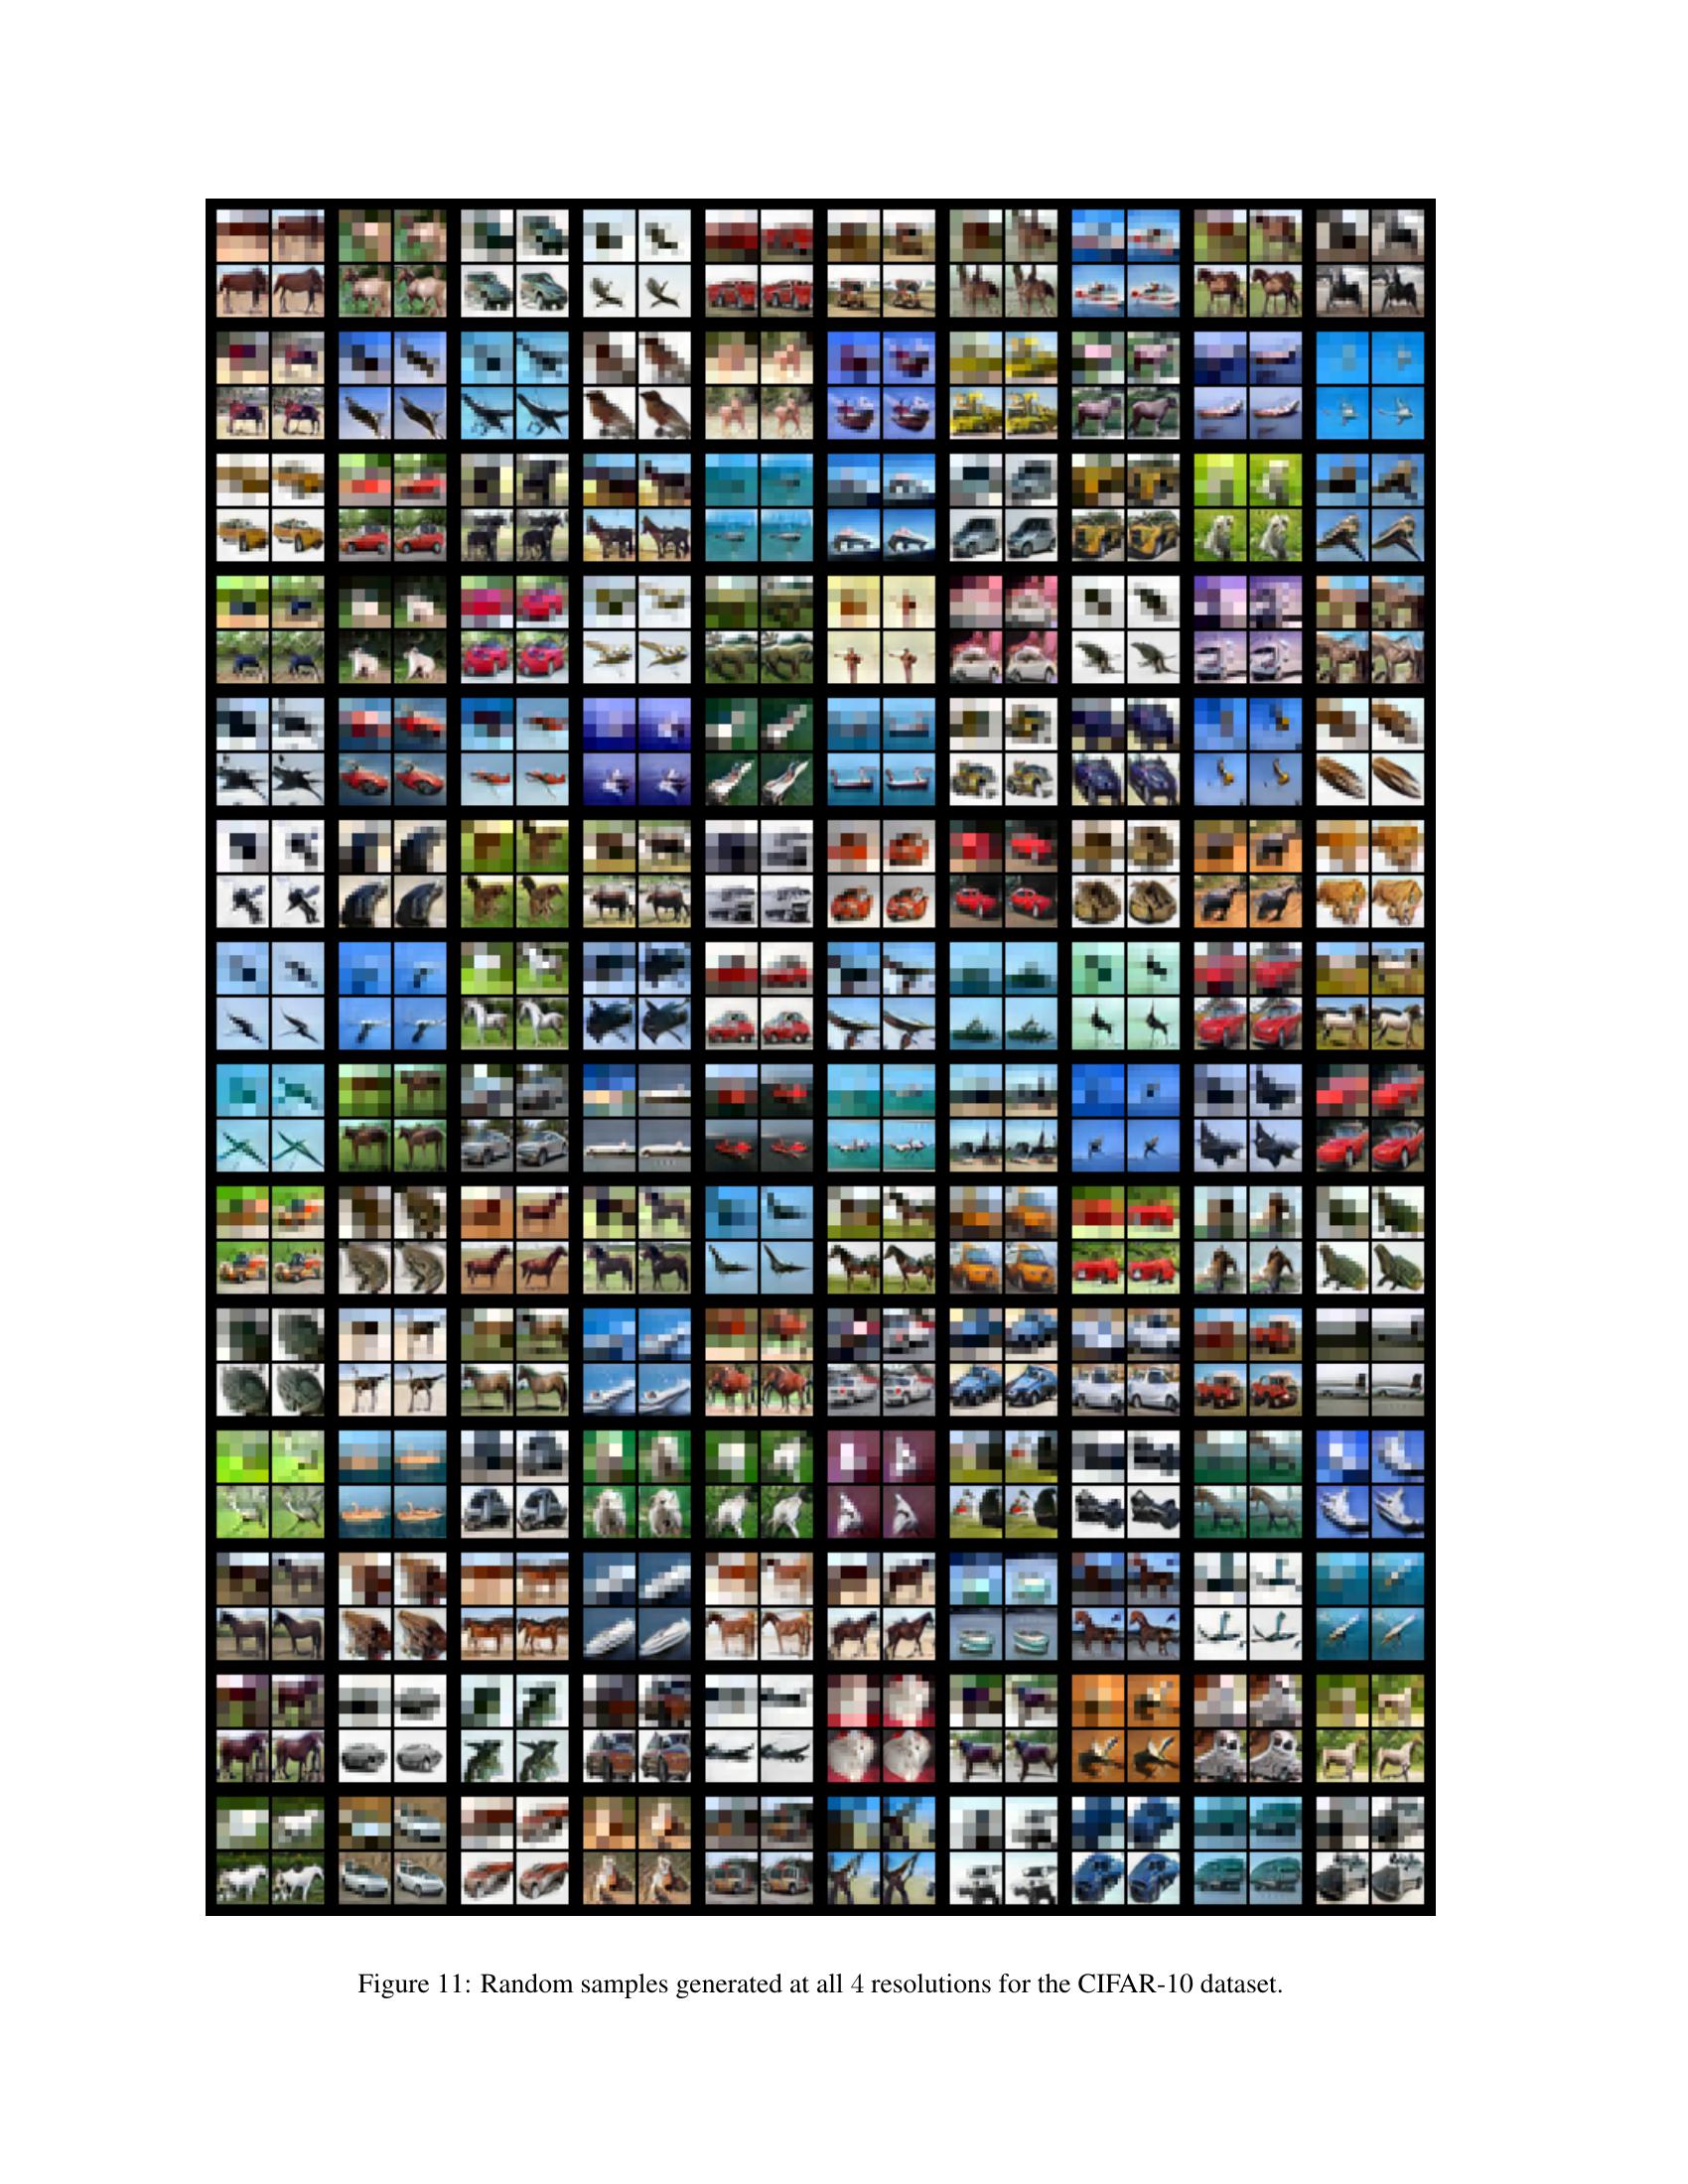 Figure 11: Random samples generated at all 4 resolutions for the CIFAR-10 dataset.